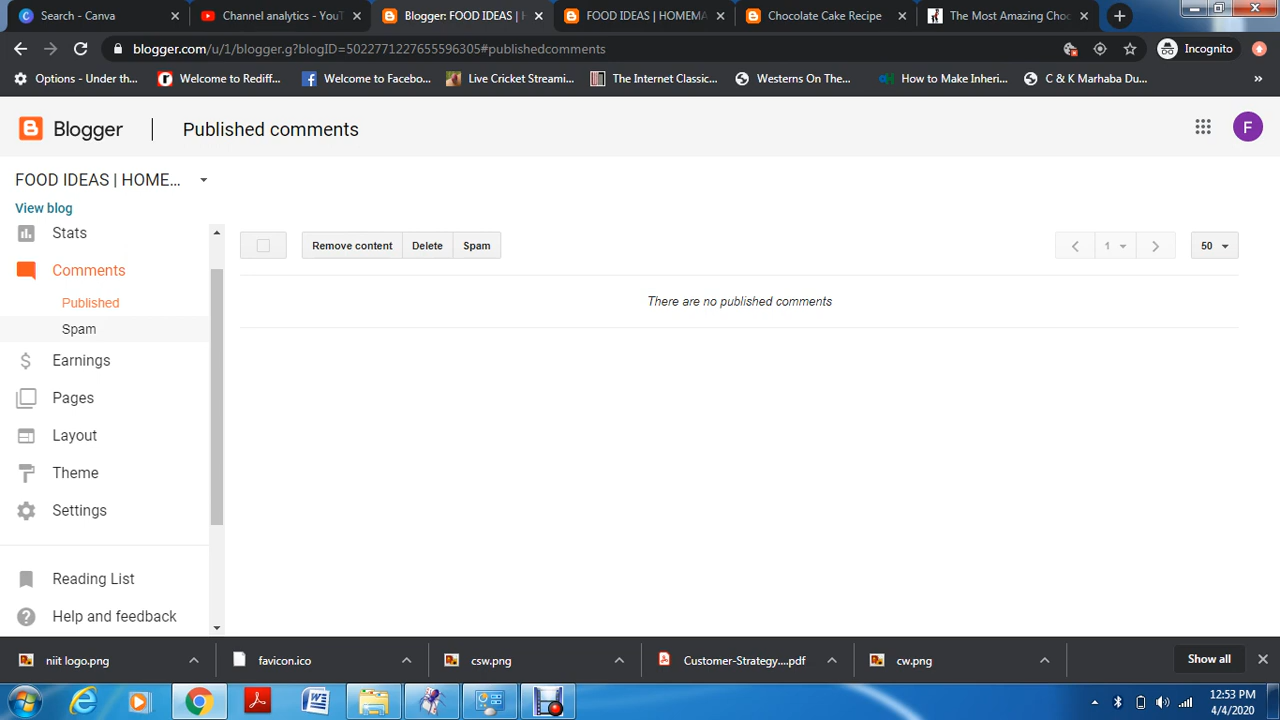 Search - Canva
Channel analytics - YouT
Blogger: FOOD IDEAS |
FOOD IDEAS | HOMEMA
Chocolate Cake Recipe
The Most Amazing Choc
blogger.com/u/1/blogger.g?blogID=5022771227655596305#publishedcomments
Incognito
Options - Under th...
Welcome to Rediff...
Welcome to Facebo...
Live Cricket Streami...
The Internet Classic...
Westerns On The...
How to Make Inheri...
C & K Marhaba Du...
Blogger
Published comments
F
FOOD IDEAS | HOME...
View blog
Stats
Comments
Published
Spam
Earnings
Pages
Layout
Theme
Settings
Reading List
Help and feedback
Remove content
Delete
Spam
1
50
There are no published comments
niit logo.png
favicon.ico
csw.png
Customer-Strategy....pdf
cw.png
Show all
12:53 PM
4/4/2020